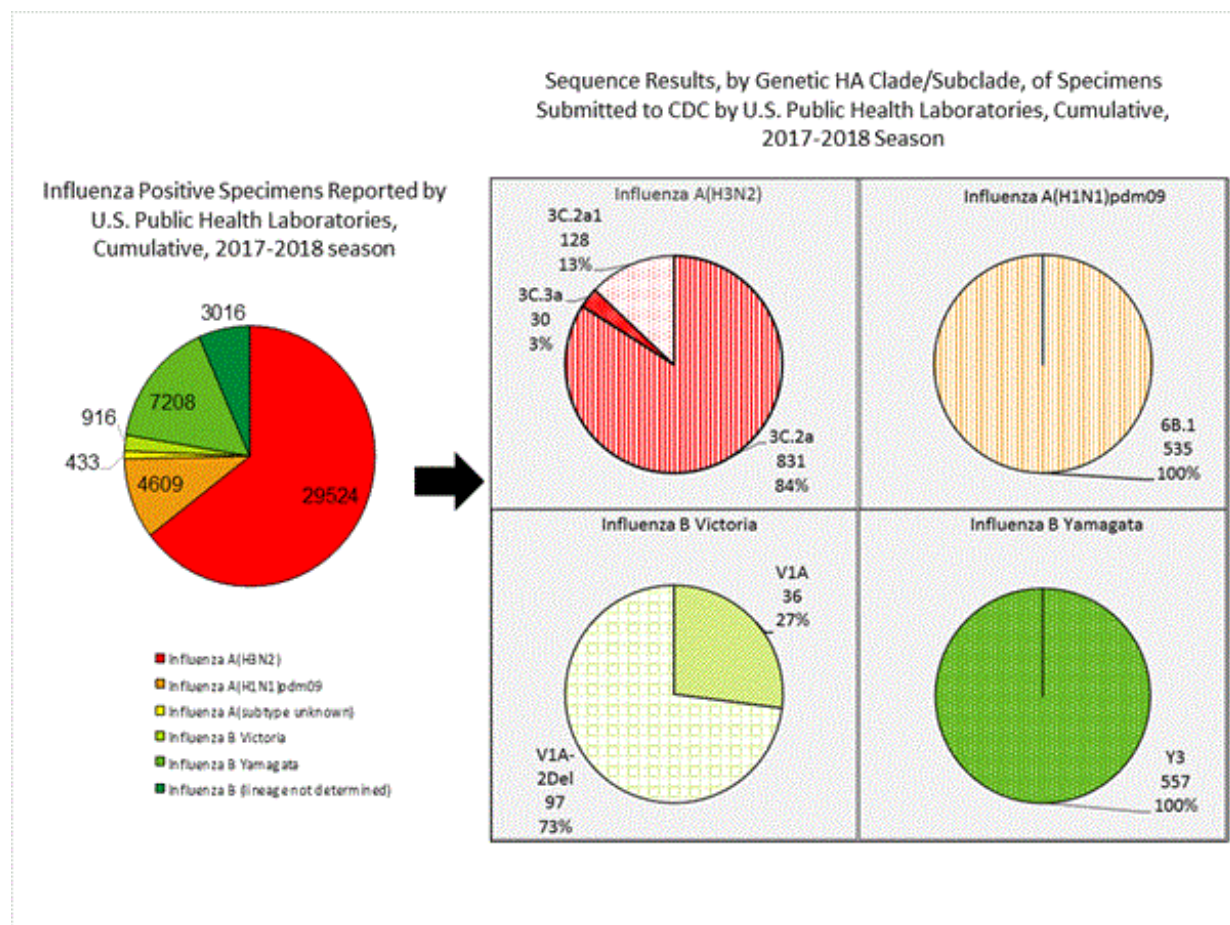 Sequence Results, by Genetic HA Clade/Subclade, of Specimens
Submitted to CDC by U.S. Public Health Laboratories, Cumulative,
2017-2018 Season
Influenza Positive Specimens Reported by
U.S. Public Health Laboratories,
Cumulative, 2017-2018 season
3016
7208
916
433
4609
29524
Influenza A(H3N2)
Influenza A(H1N1)pdm09
Influenza A(subtype unknown)
Influenza B Victoria
Influenza B Yamagata
Influenza B (lineage not determined)
Influenza A(H3N2)
3C.2a1
128
13%
3C.3a
30
3%
3C.2a
831
84%
Influenza A(H1N1)pdm09
6B.1
535
100%
Influenza B Victoria
V1A
36
27%
V1A-
2Del
97
73%
Influenza B Yamagata
Y3
557
100%